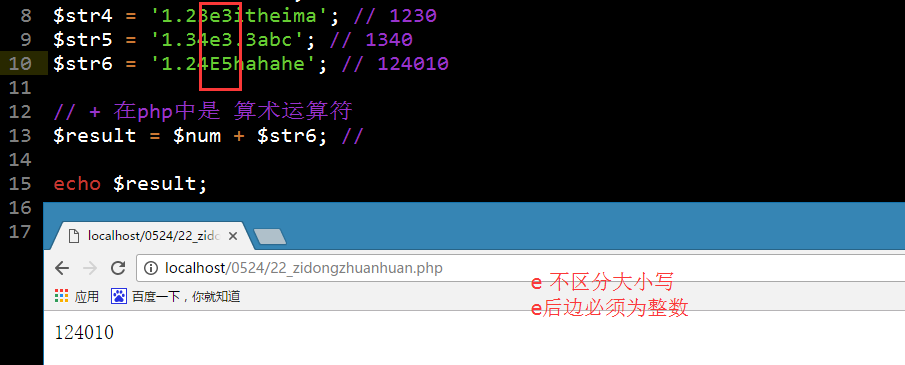 8 $str4 = '1.23e3itheima'; // 1230
9 $str5 = '1.34e3.3abc'; // 1340
10 $str6 = '1.24E5hahahe'; // 124010
11
12 // + 在php中是 算术运算符
13 $result = $num + $str6; //
14
15 echo $result;
16
17
localhost/0524/22_zido
localhost/0524/22_zidongzhuanhuan.php
应用 百度一下，你就知道
e 不区分大小写
e后边必须为整数
124010